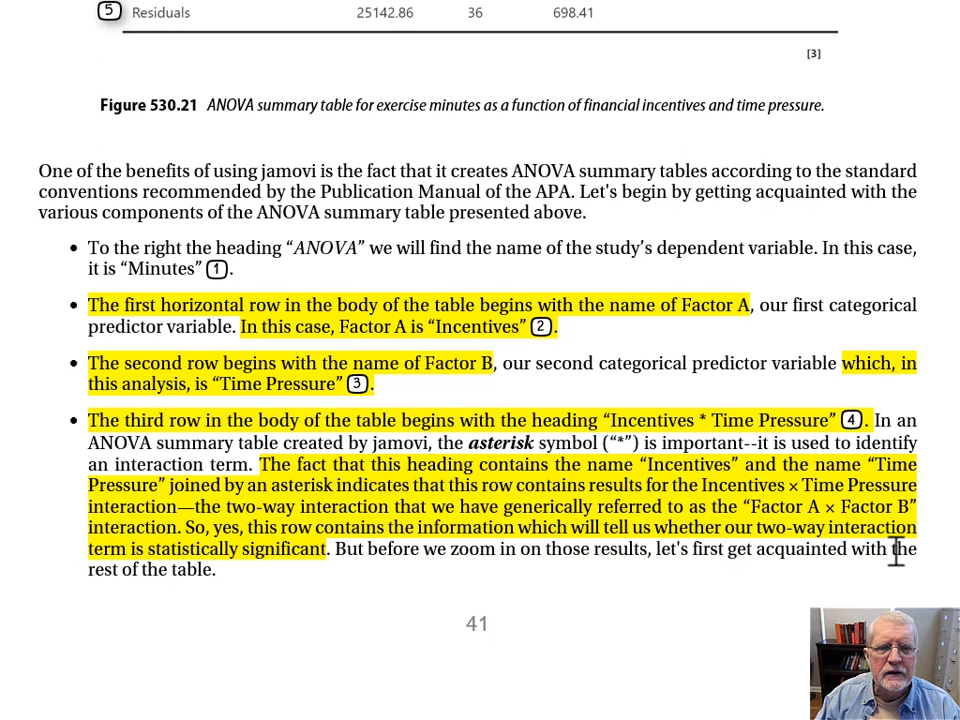 5 Residuals 25142.86 36 698.41
[3]
Figure 530.21 ANOVA summary table for exercise minutes as a function of financial incentives and time pressure.
One of the benefits of using jamovi is the fact that it creates ANOVA summary tables according to the standard
conventions recommended by the Publication Manual of the APA. Let's begin by getting acquainted with the
various components of the ANOVA summary table presented above.
• To the right the heading “ANOVA” we will find the name of the study’s dependent variable. In this case,
it is “Minutes” 1.
• The first horizontal row in the body of the table begins with the name of Factor A, our first categorical
predictor variable. In this case, Factor A is “Incentives” 2.
• The second row begins with the name of Factor B, our second categorical predictor variable which, in
this analysis, is “Time Pressure” 3.
• The third row in the body of the table begins with the heading “Incentives * Time Pressure” 4. In an
ANOVA summary table created by jamovi, the asterisk symbol (“*”) is important--it is used to identify
an interaction term. The fact that this heading contains the name “Incentives” and the name “Time
Pressure” joined by an asterisk indicates that this row contains results for the Incentives × Time Pressure
interaction—the two-way interaction that we have generically referred to as the “Factor A × Factor B”
interaction. So, yes, this row contains the information which will tell us whether our two-way interaction
term is statistically significant. But before we zoom in on those results, let's first get acquainted with the
rest of the table.
41